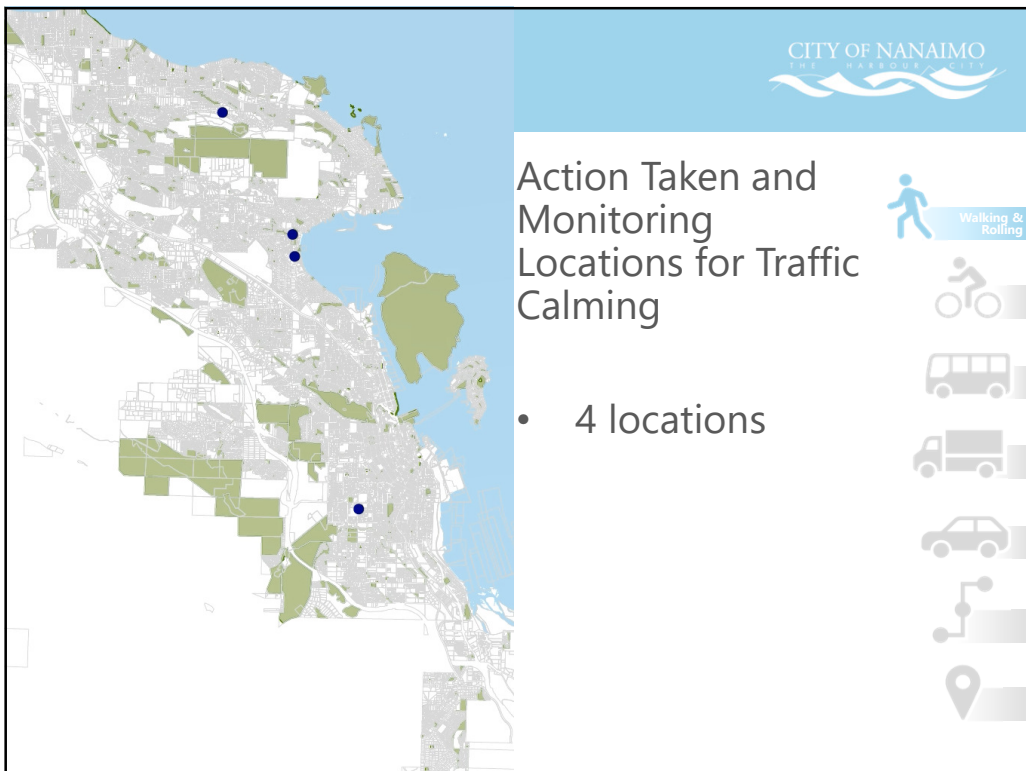 CITY OF NANAIMO
THE HARBOUR CITY
Action Taken and
Monitoring
Locations for Traffic
Calming
Walking &
Rolling
• 4 locations